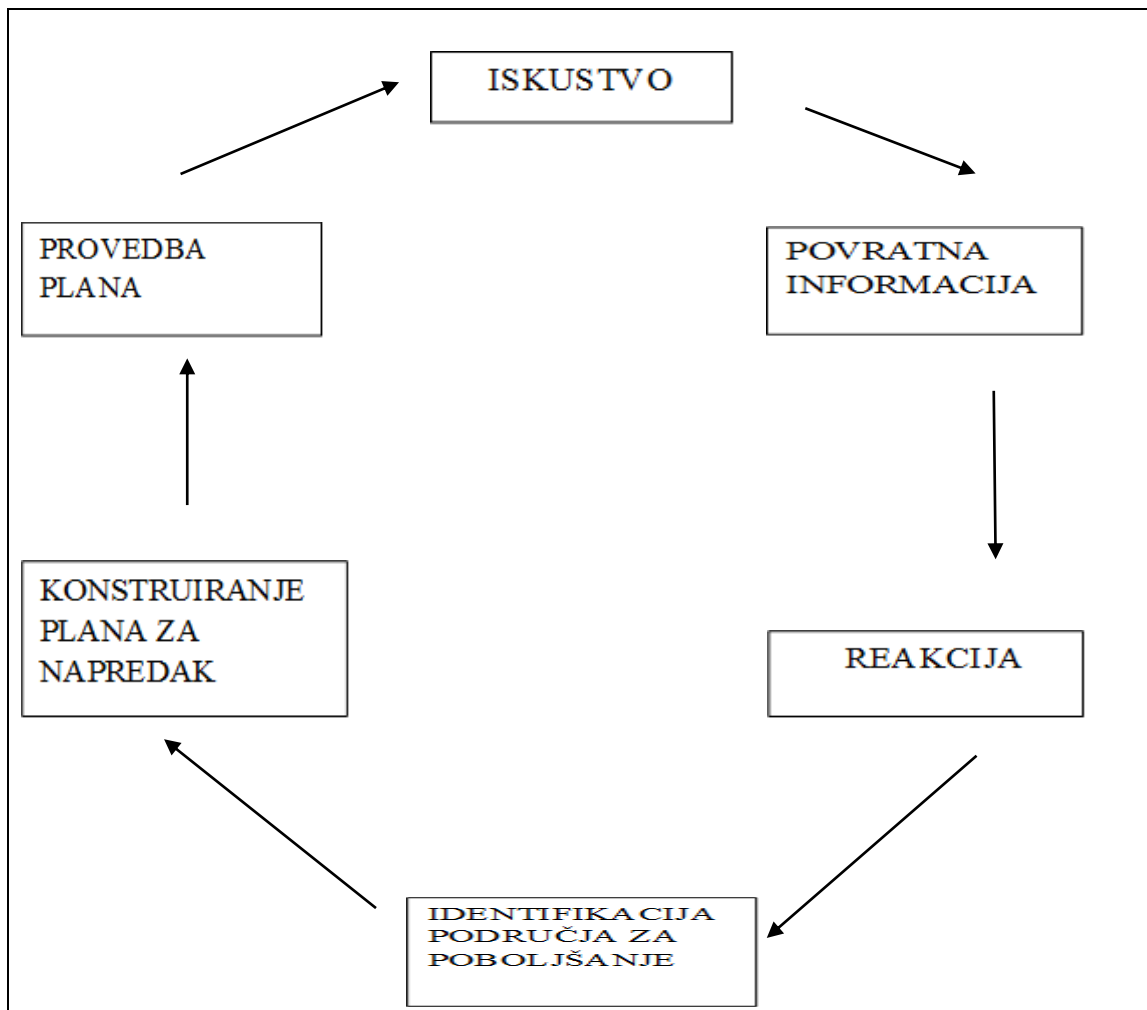 ISKUSTVO
POVRATNA
INFORMACIJA
REAKCIJA
IDENTIFIKACIJA
PODRUČJA ZA
POBOLJŠANJE
KONSTRUIRANJE
PLANA ZA
NAPREDAK
PROVEDBA
PLANA